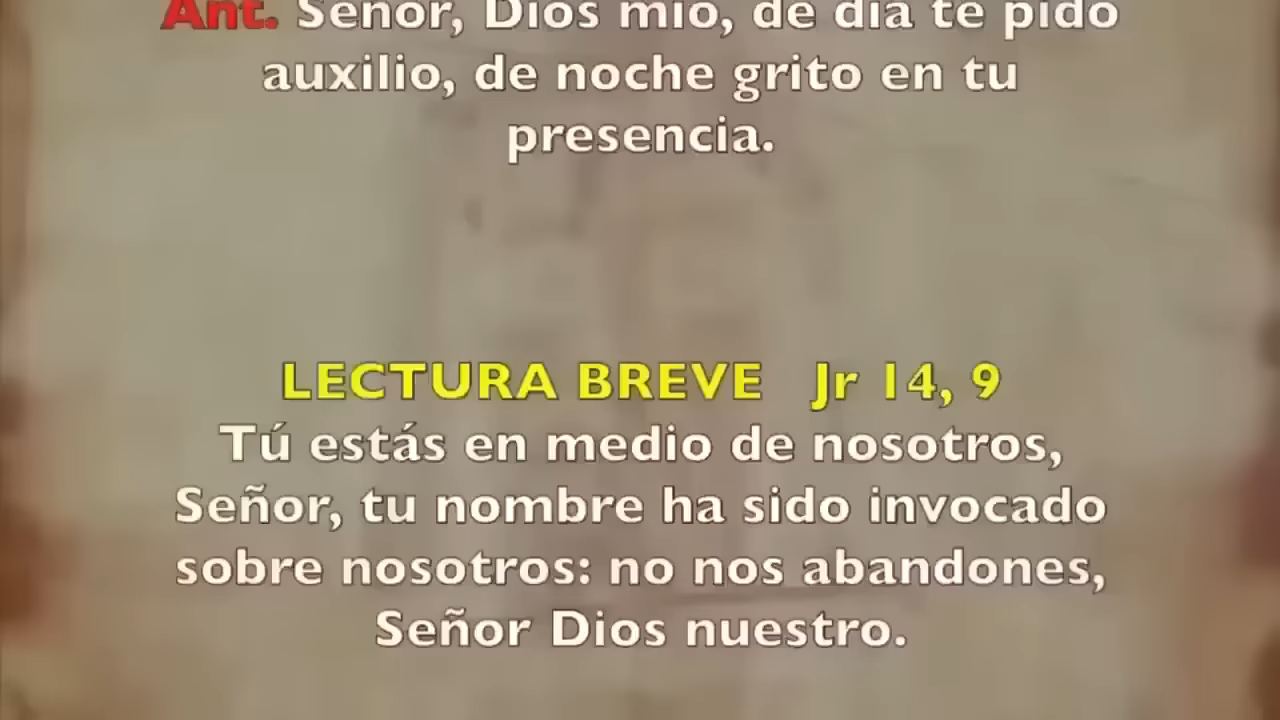 Ant. Señor, Dios mío, de día te pido
auxilio, de noche grito en tu
presencia.
LECTURA BREVE Jr 14, 9
Tú estás en medio de nosotros,
Señor, tu nombre ha sido invocado
sobre nosotros: no nos abandones,
Señor Dios nuestro.